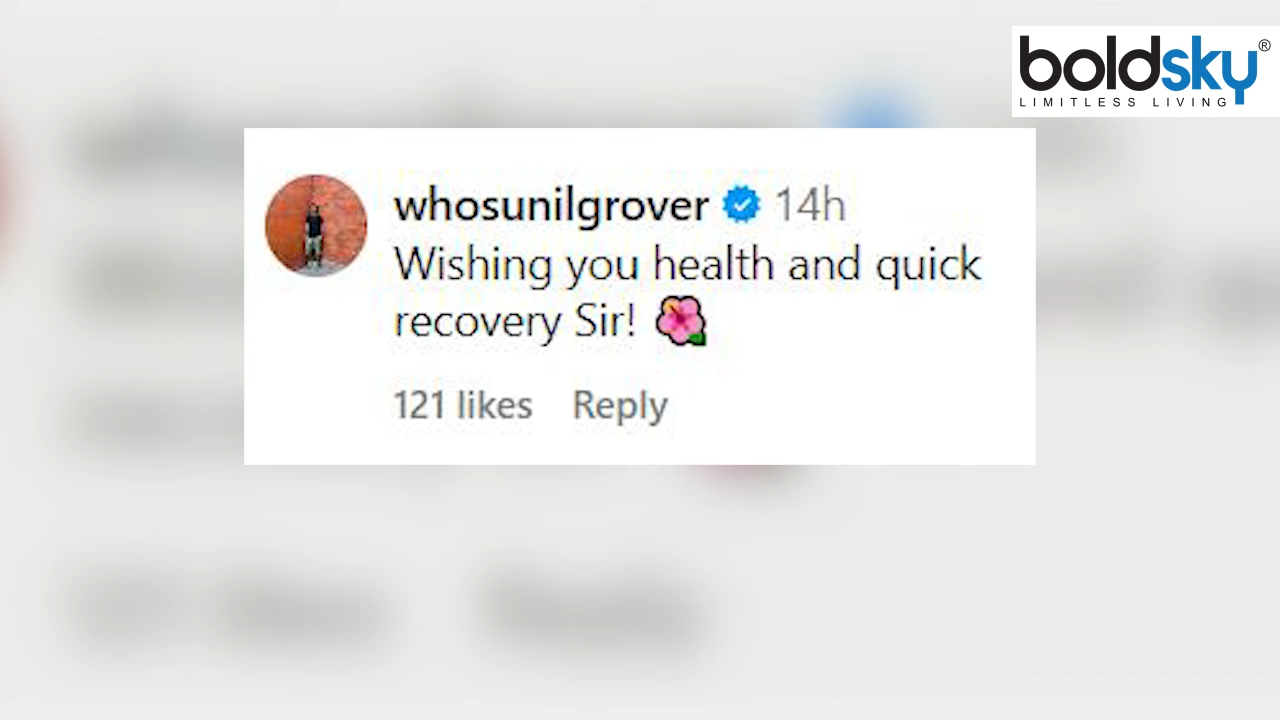 boldsky®
LIMITLESS LIVING
whosunilgrover 14h
Wishing you health and quick
recovery Sir! 🌺
121 likes Reply